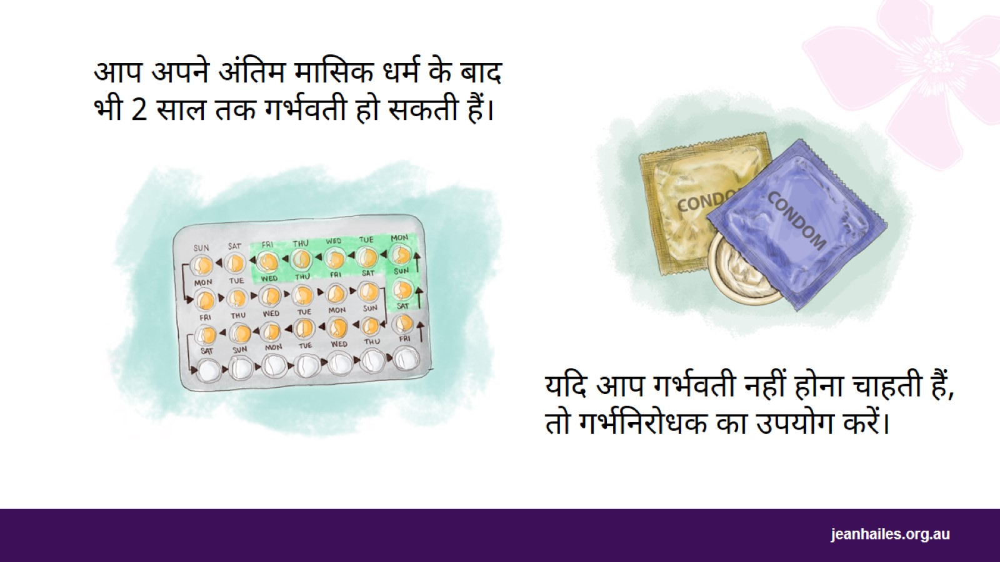 आप अपने अंतिम मासिक धर्म के बाद
भी 2 साल तक गर्भवती हो सकती हैं।
SUN SAT FRI THU WED TUE MON
MON TUE WED THU FRI SAT SUN
FRI THU WED TUE MON SUN SAT
SAT SUN MON TUE WED THU FRI
CONDO
CONDOM
यदि आप गर्भवती नहीं होना चाहती हैं,
तो गर्भनिरोधक का उपयोग करें।
jeanhailes.org.au